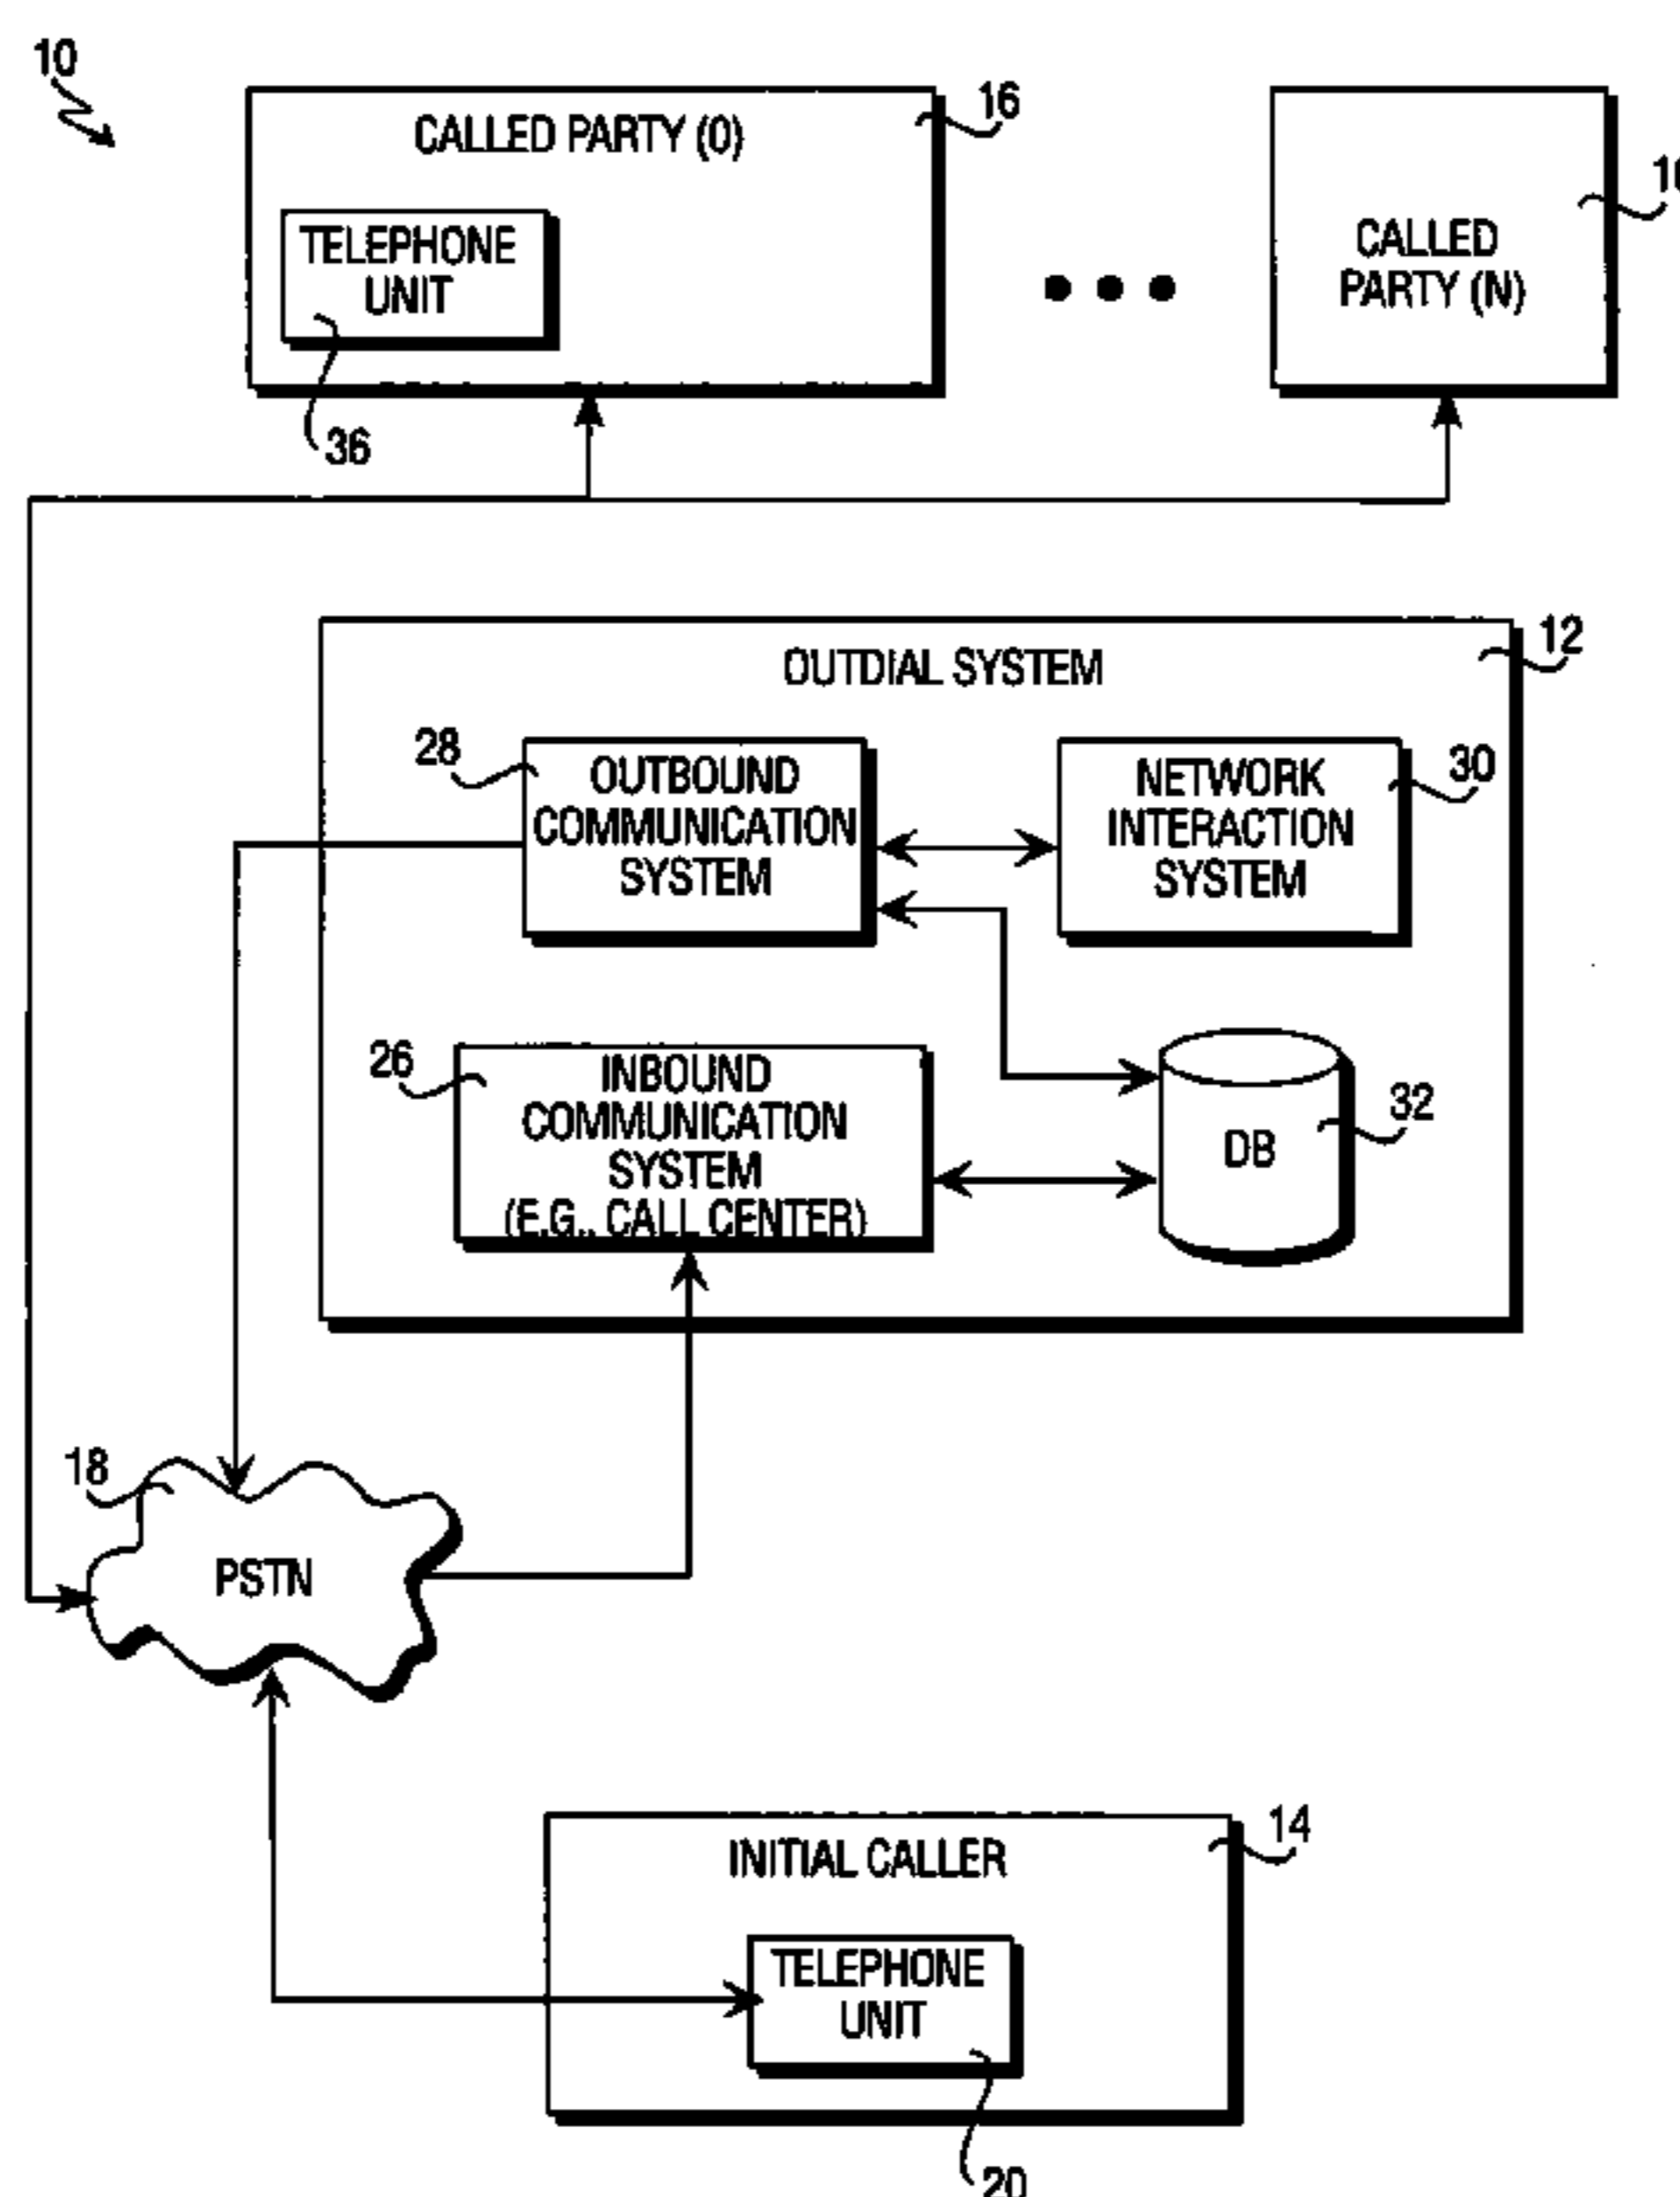 10
CALLED PARTY (0)
16
TELEPHONE
UNIT
36
CALLED
PARTY (N)
OUTDIAL SYSTEM
12
28
OUTBOUND
COMMUNICATION
SYSTEM
NETWORK
INTERACTION
SYSTEM
30
26
INBOUND
COMMUNICATION
SYSTEM
(E.G., CALL CENTER)
DB
32
18
PSTN
INITIAL CALLER
14
TELEPHONE
UNIT
20